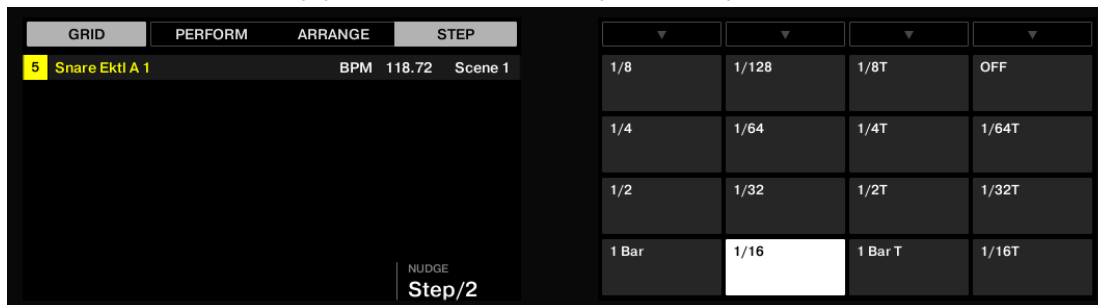 GRID PERFORM ARRANGE STEP
5 Snare Ektl A 1 BPM 118.72 Scene 1
NUDGE
Step/2
1/8 1/128 1/8T OFF
1/4 1/64 1/4T 1/64T
1/2 1/32 1/2T 1/32T
1 Bar 1/16 1 Bar T 1/16T